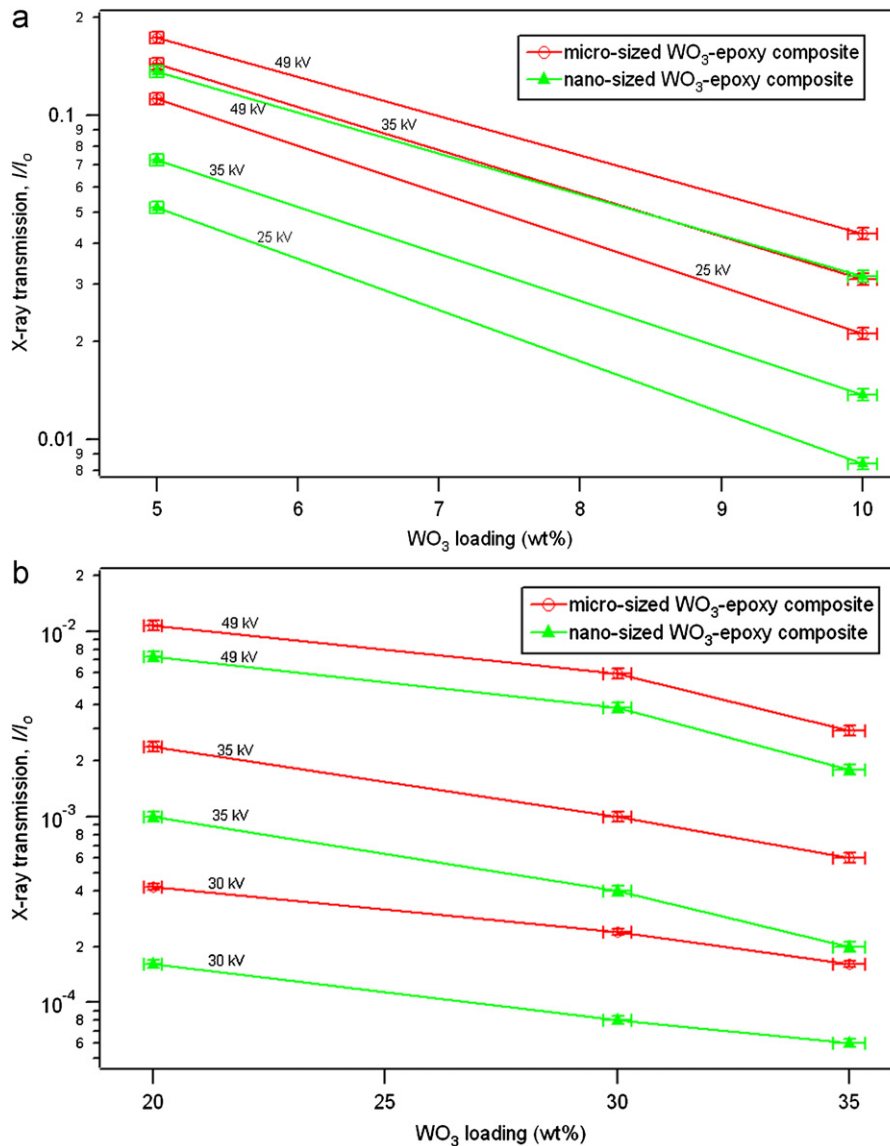 a
2
0.1
9
8
7
6
5
4
3
2
0.01
9
8
X-ray transmission, I/Iₒ
49 kV
49 kV
35 kV
35 kV
25 kV
25 kV
micro-sized WO₃-epoxy composite
nano-sized WO₃-epoxy composite
5 6 7 8 9 10
WO₃ loading (wt%)
b
2
10⁻²
8
6
4
2
10⁻³
8
6
4
2
10⁻⁴
8
6
X-ray transmission, I/Iₒ
micro-sized WO₃-epoxy composite
nano-sized WO₃-epoxy composite
49 kV
49 kV
35 kV
35 kV
30 kV
30 kV
20 25 30 35
WO₃ loading (wt%)